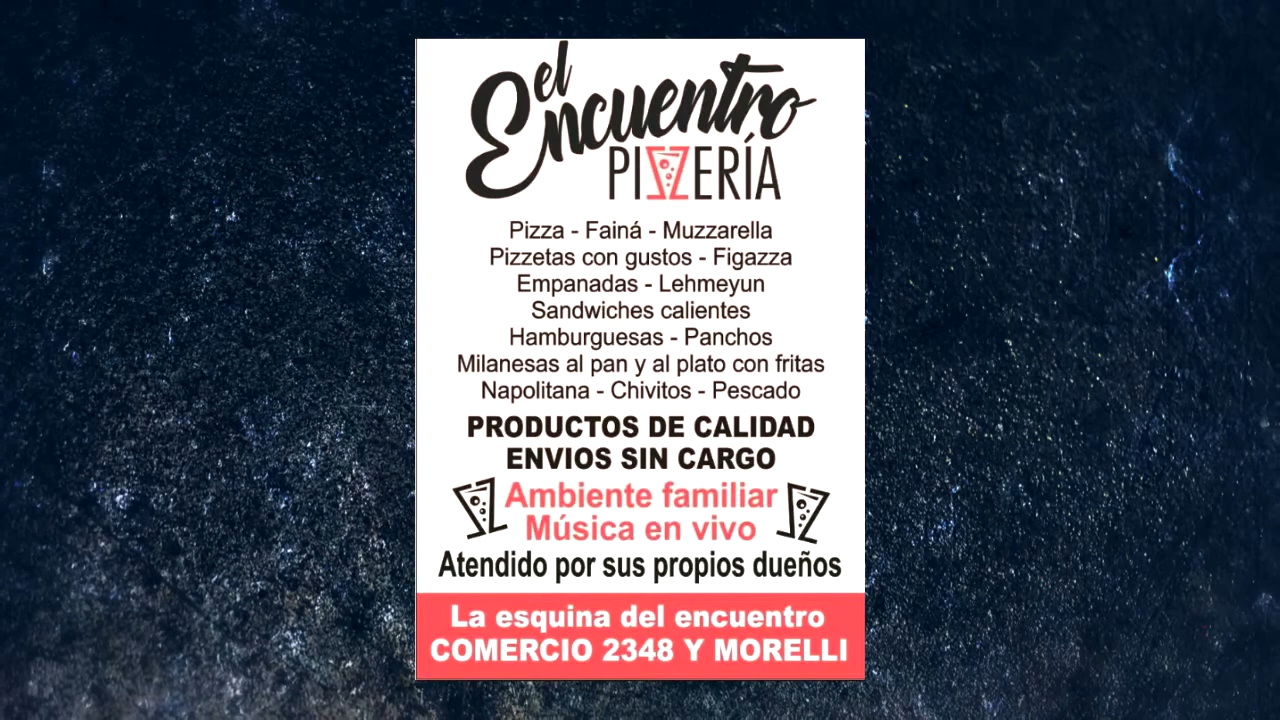 el
Encuentro
PIZZERÍA
Pizza - Fainá - Muzzarella
Pizzetas con gustos - Figazza
Empanadas - Lehmeyun
Sandwiches calientes
Hamburguesas - Panchos
Milanesas al pan y al plato con fritas
Napolitana - Chivitos - Pescado
PRODUCTOS DE CALIDAD
ENVIOS SIN CARGO
Ambiente familiar
Música en vivo
Atendido por sus propios dueños
La esquina del encuentro
COMERCIO 2348 Y MORELLI